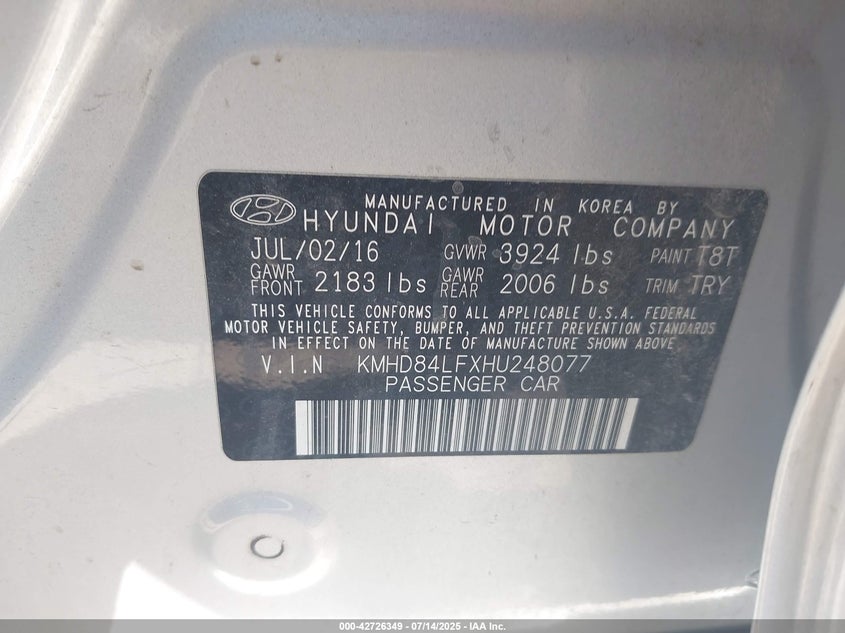 MANUFACTURED IN KOREA BY
HYUNDAI MOTOR COMPANY
JUL/02/16 GVWR 3924 lbs PAINT T8T
GAWR FRONT 2183 lbs GAWR REAR 2006 lbs TRIM TRY
THIS VEHICLE CONFORMS TO ALL APPLICABLE U.S.A. FEDERAL
MOTOR VEHICLE SAFETY, BUMPER, AND THEFT PREVENTION STANDARDS
IN EFFECT ON THE DATE OF MANUFACTURE SHOWN ABOVE
V.I.N KMHD84LFXHU248077
PASSENGER CAR
000-42726349 | 07/14/2025 - IAA Inc.